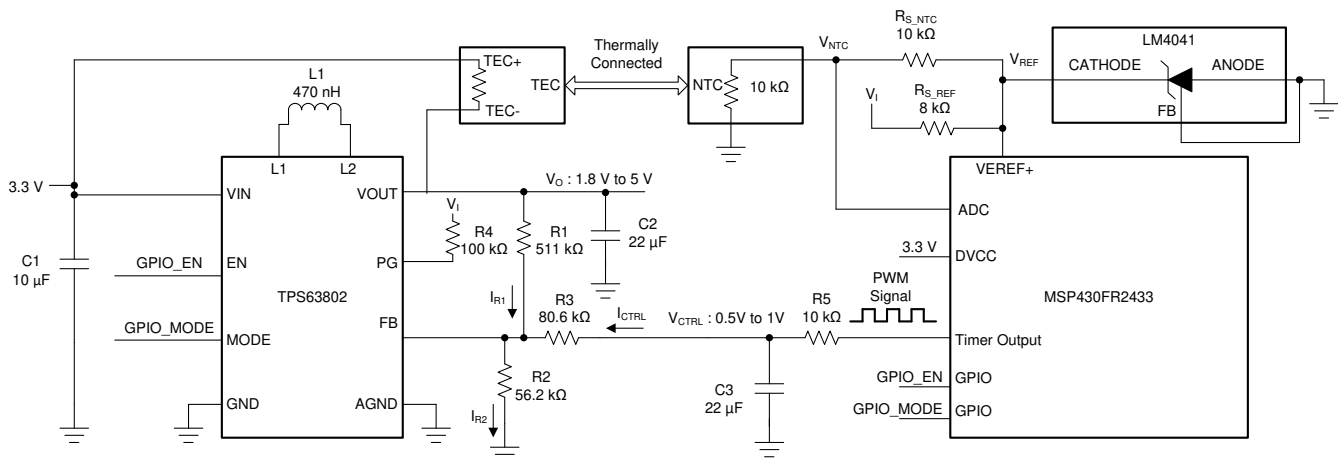 TEC+
TEC
TEC-
Thermally
Connected
NTC
10 kΩ
V_NTC
R_S_NTC
10 kΩ
V_REF
LM4041
CATHODE
ANODE
FB
V_I
R_S_REF
8 kΩ
L1
470 nH
L1
L2
3.3 V
VIN
VOUT
V_O : 1.8 V to 5 V
C1
10 µF
GPIO_EN
EN
V_I
R4
100 kΩ
PG
R1
511 kΩ
C2
22 µF
TPS63802
GPIO_MODE
MODE
FB
I_R1
R3
80.6 kΩ
I_CTRL
V_CTRL : 0.5V to 1V
R5
10 kΩ
PWM
Signal
R2
56.2 kΩ
I_R2
C3
22 µF
GND
AGND
VEREF+
ADC
3.3 V
DVCC
MSP430FR2433
Timer Output
GPIO_EN
GPIO
GPIO_MODE
GPIO